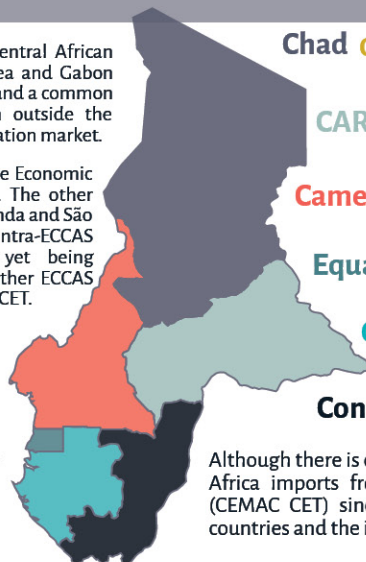 entral African
ea and Gabon
and a common
outside the
ation market.
e Economic
. The other
nda and São
ntra-ECCAS
yet being
ther ECCAS
CET.
Chad
CAR
Came
Equa
Con
Although there is
Africa imports fr
(CEMAC CET) sin
countries and the i